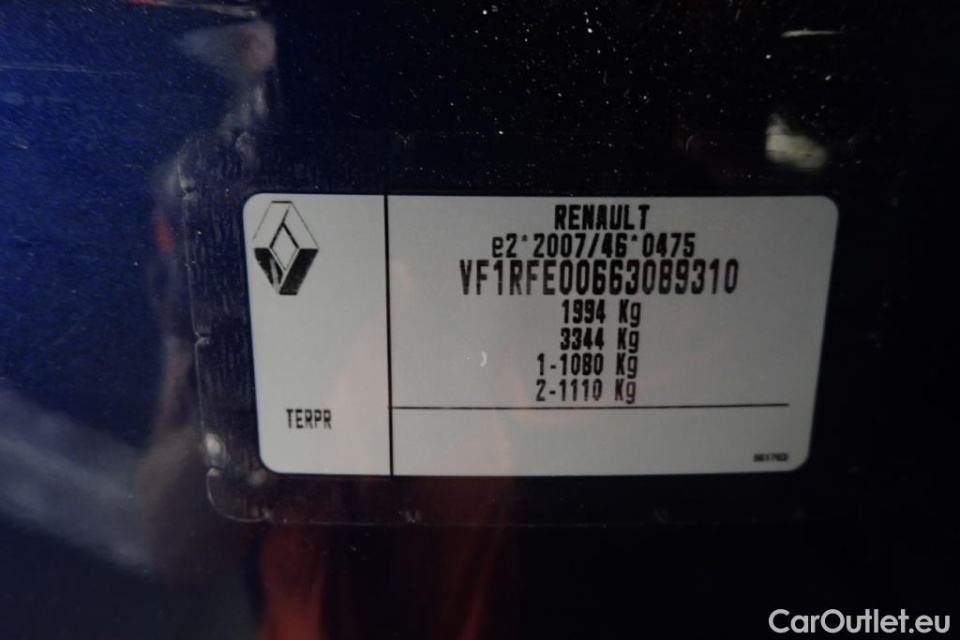 RENAULT
e2*2007/46*0475
VF1RFE00663089310
1994 Kg
3344 Kg
1-1080 Kg
2-1110 Kg
TERPR
CarOutlet.eu